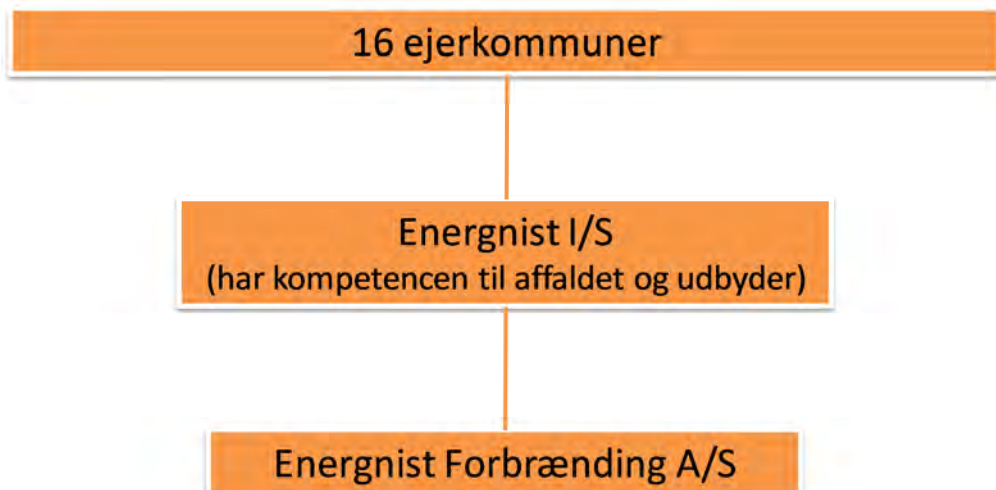 16 ejerkommuner
Energnist I/S
(har kompetencen til affaldet og udbyder)
Energnist Forbrænding A/S